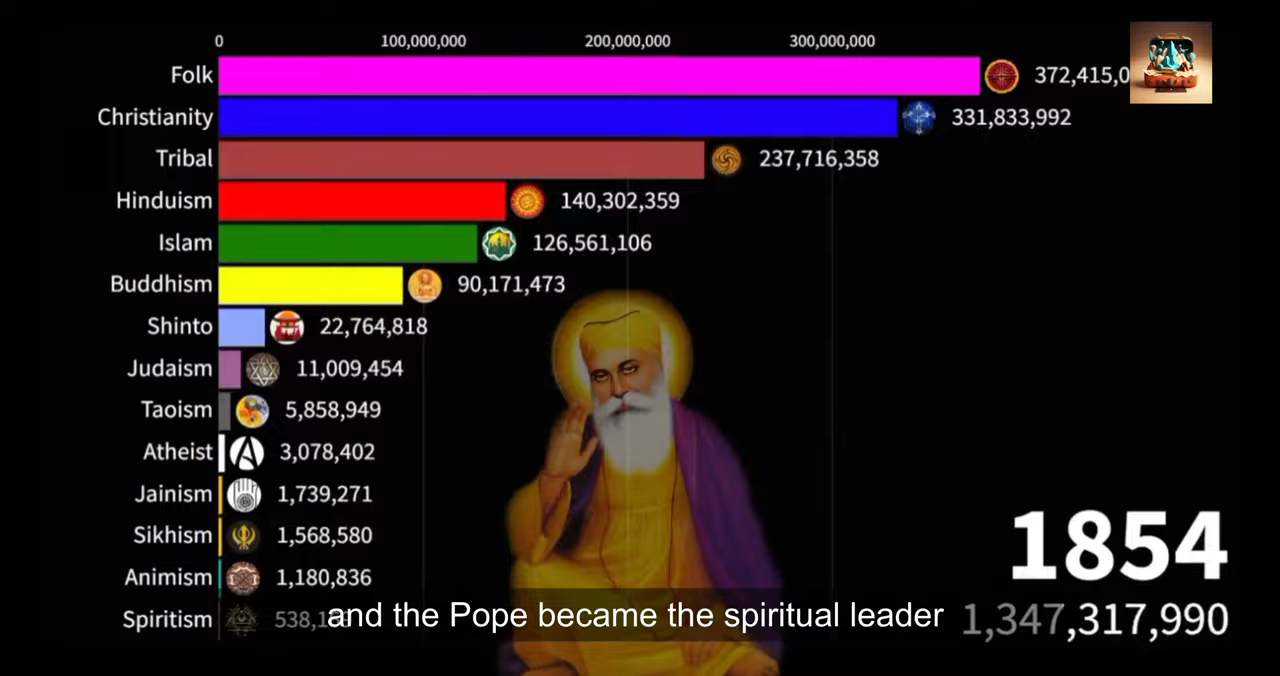 0 100,000,000 200,000,000 300,000,000
Folk 372,415,0
Christianity 331,833,992
Tribal 237,716,358
Hinduism 140,302,359
Islam 126,561,106
Buddhism 90,171,473
Shinto 22,764,818
Judaism 11,009,454
Taoism 5,858,949
Atheist 3,078,402
Jainism 1,739,271
Sikhism 1,568,580
Animism 1,180,836
Spiritism
1854
1,347,317,990
and the Pope became the spiritual leader